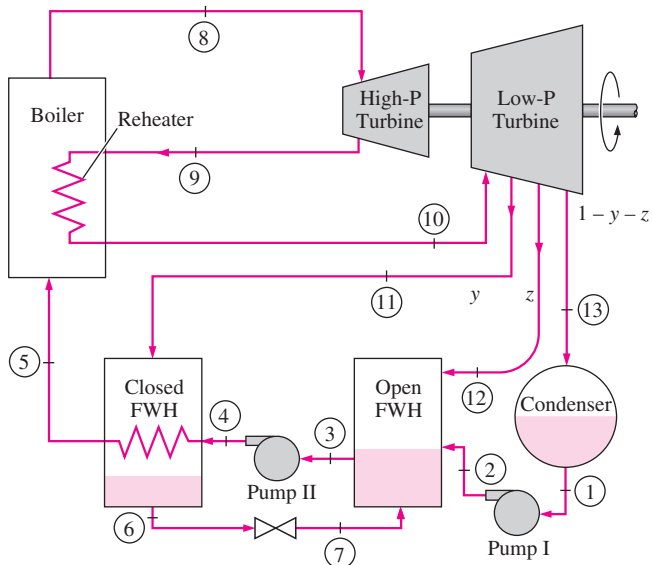 8
Boiler
Reheater
High-P
Turbine
Low-P
Turbine
9
10
1 – y – z
11
y
z
13
5
Closed
FWH
4
3
Open
FWH
12
Condenser
2
1
Pump II
6
7
Pump I